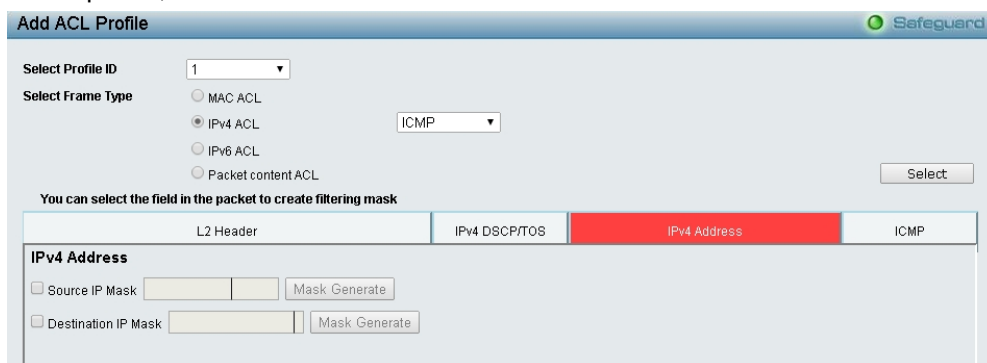 Add ACL Profile Safeguard
Select Profile ID 1
Select Frame Type MAC ACL
IPv4 ACL ICMP
IPv6 ACL
Packet content ACL Select
You can select the field in the packet to create filtering mask
L2 Header IPv4 DSCP/TOS IPv4 Address ICMP
IPv4 Address
Source IP Mask Mask Generate
Destination IP Mask Mask Generate